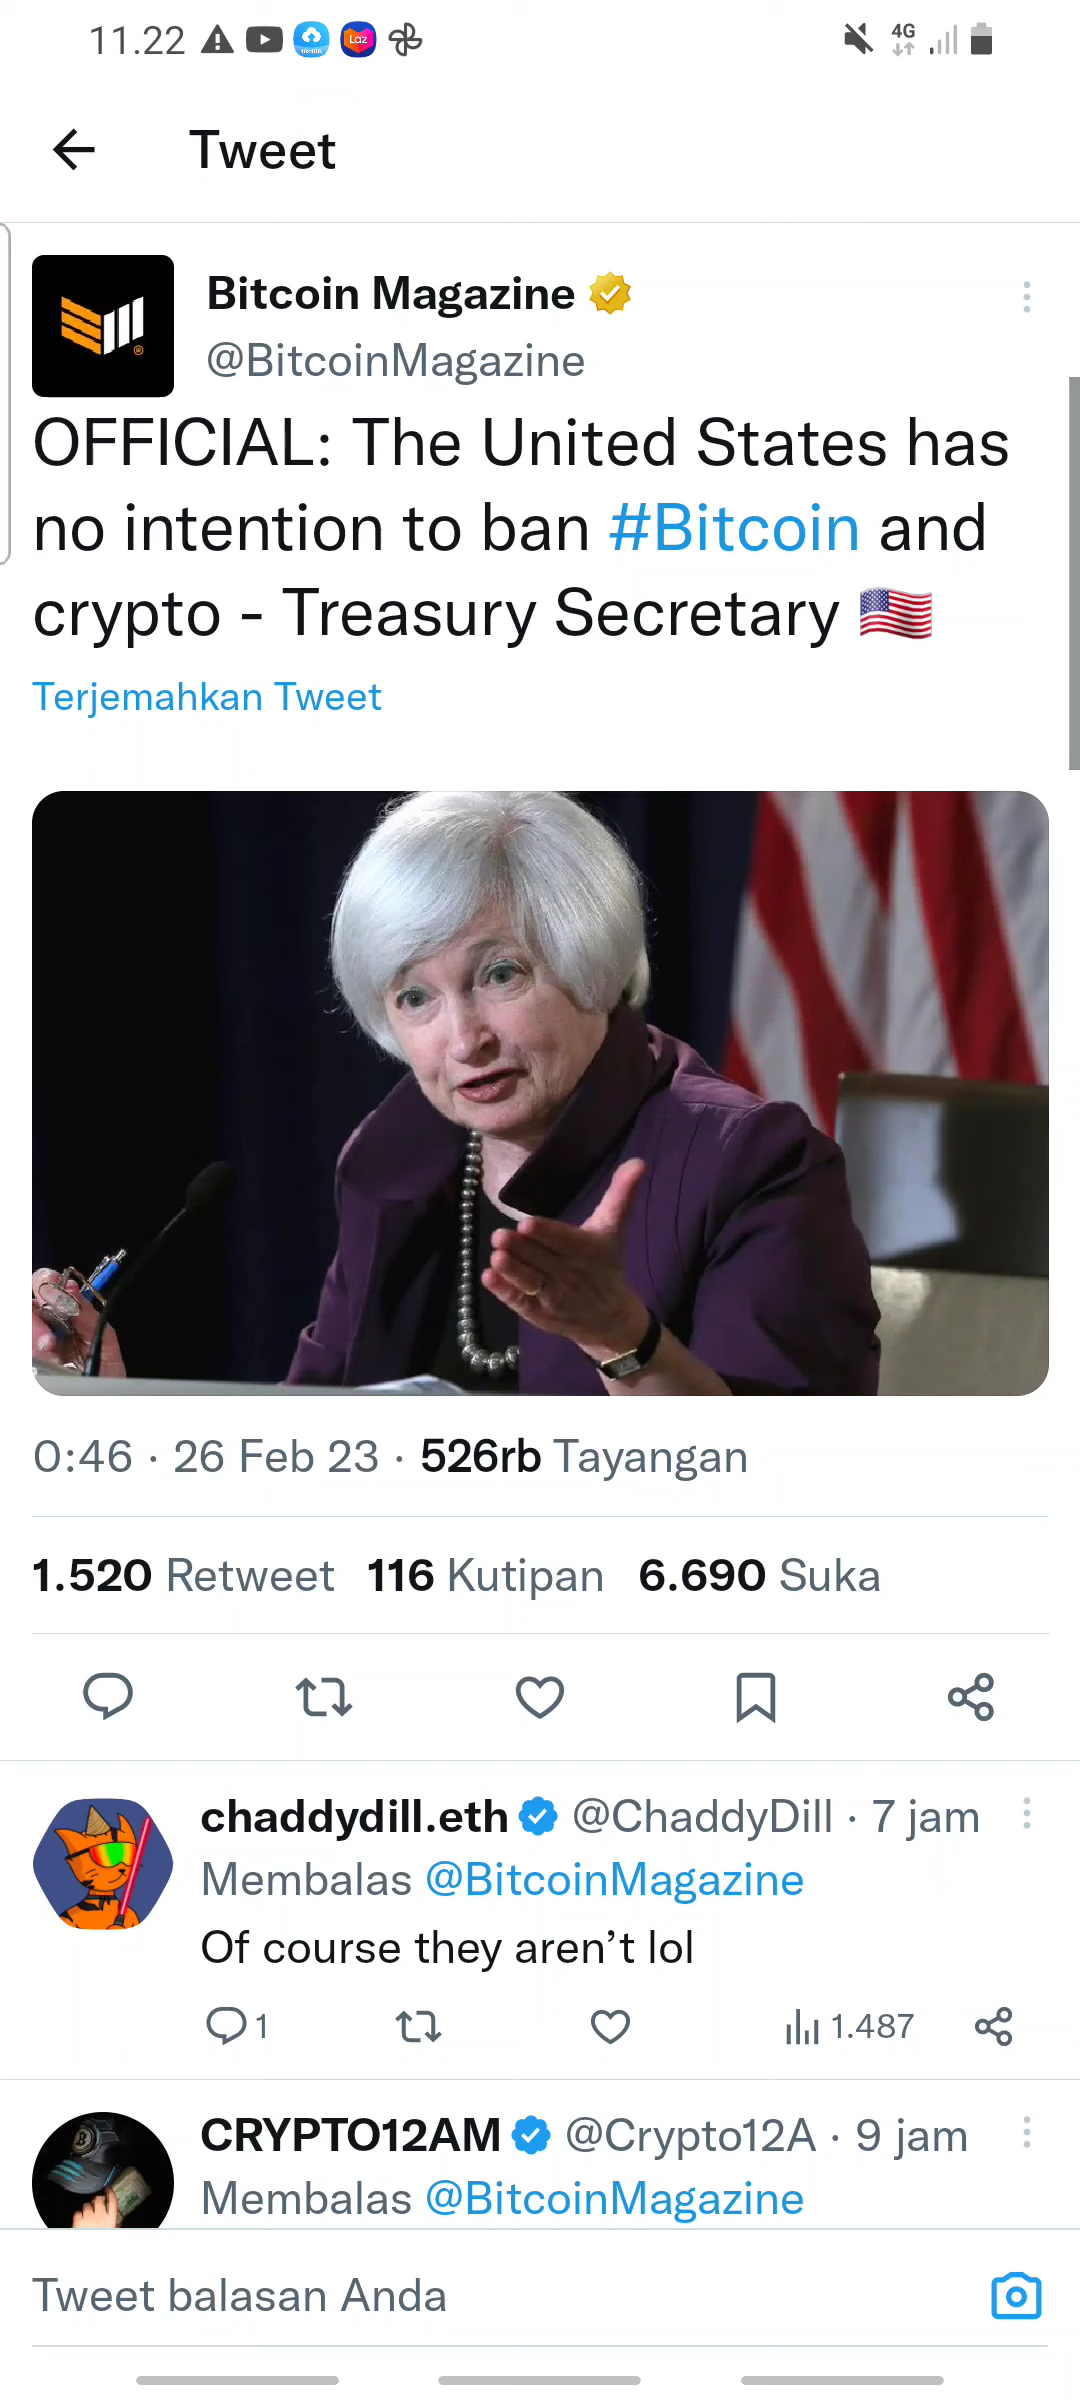 11.22
Laz
4G
Tweet
Bitcoin Magazine
@BitcoinMagazine
OFFICIAL: The United States has
no intention to ban #Bitcoin and
crypto - Treasury Secretary 🇺🇸
Terjemahkan Tweet
0:46 · 26 Feb 23 · 526rb Tayangan
1.520 Retweet 116 Kutipan 6.690 Suka
chaddydill.eth @ChaddyDill · 7 jam
Membalas @BitcoinMagazine
Of course they aren’t lol
1 1.487
CRYPTO12AM @Crypto12A · 9 jam
Membalas @BitcoinMagazine
Tweet balasan Anda